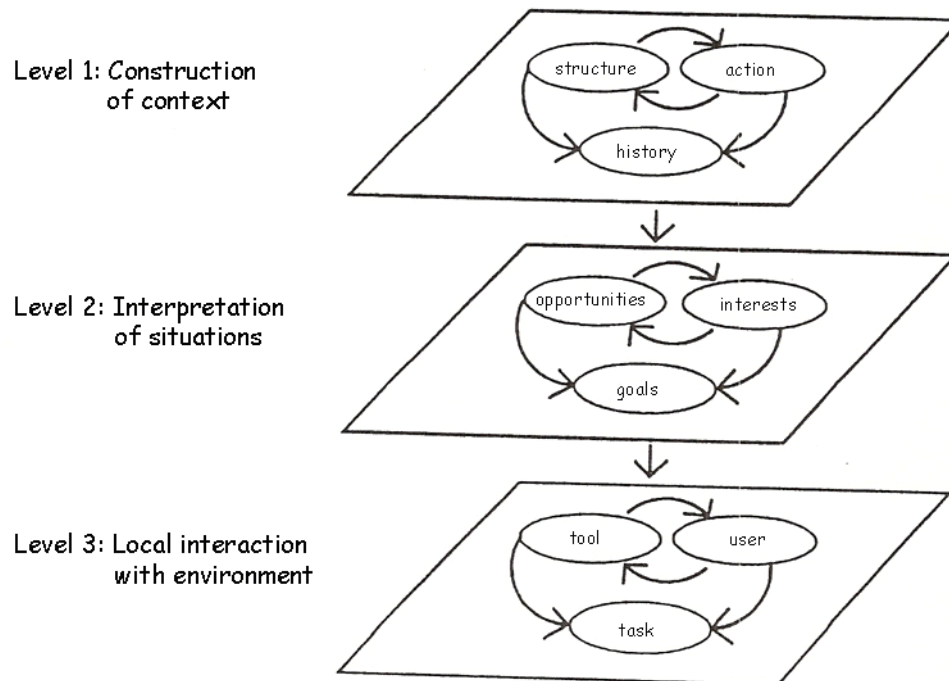 Level 1: Construction
of context
structure
action
history
Level 2: Interpretation
of situations
opportunities
interests
goals
Level 3: Local interaction
with environment
tool
user
task